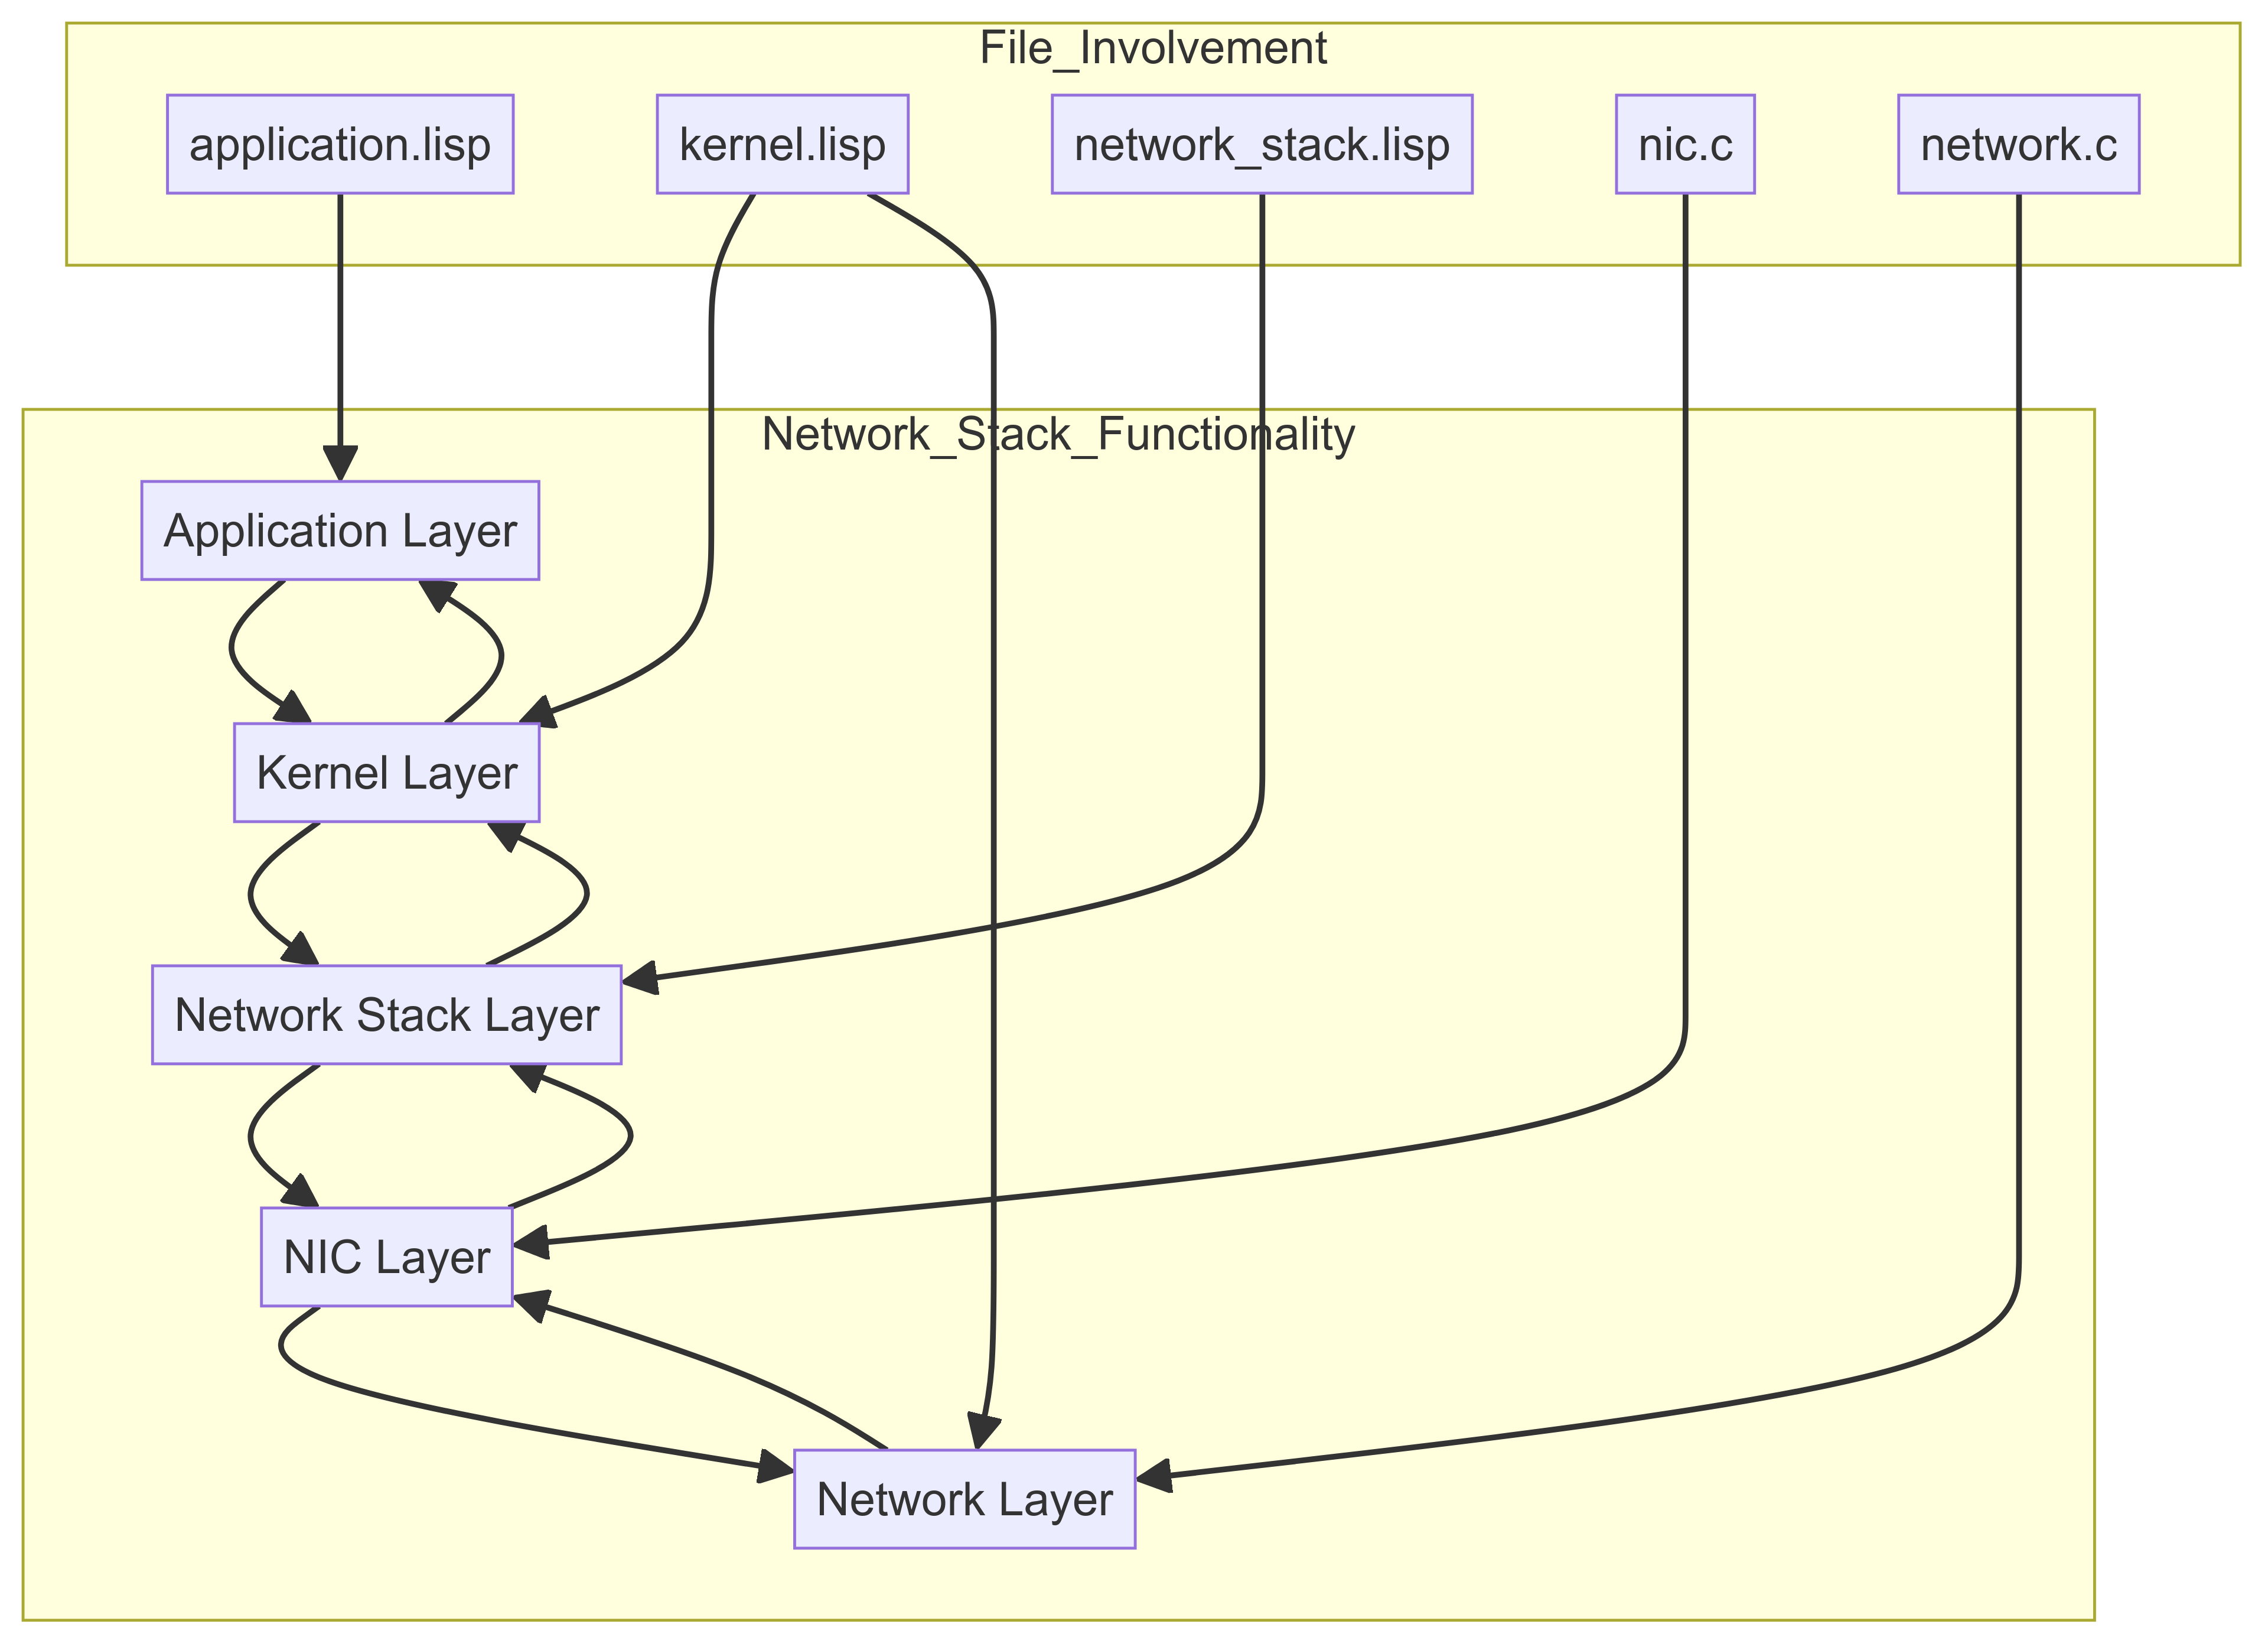 File_Involvement
application.lisp
kernel.lisp
network_stack.lisp
nic.c
network.c
Network_Stack_Functionality
Application Layer
Kernel Layer
Network Stack Layer
NIC Layer
Network Layer